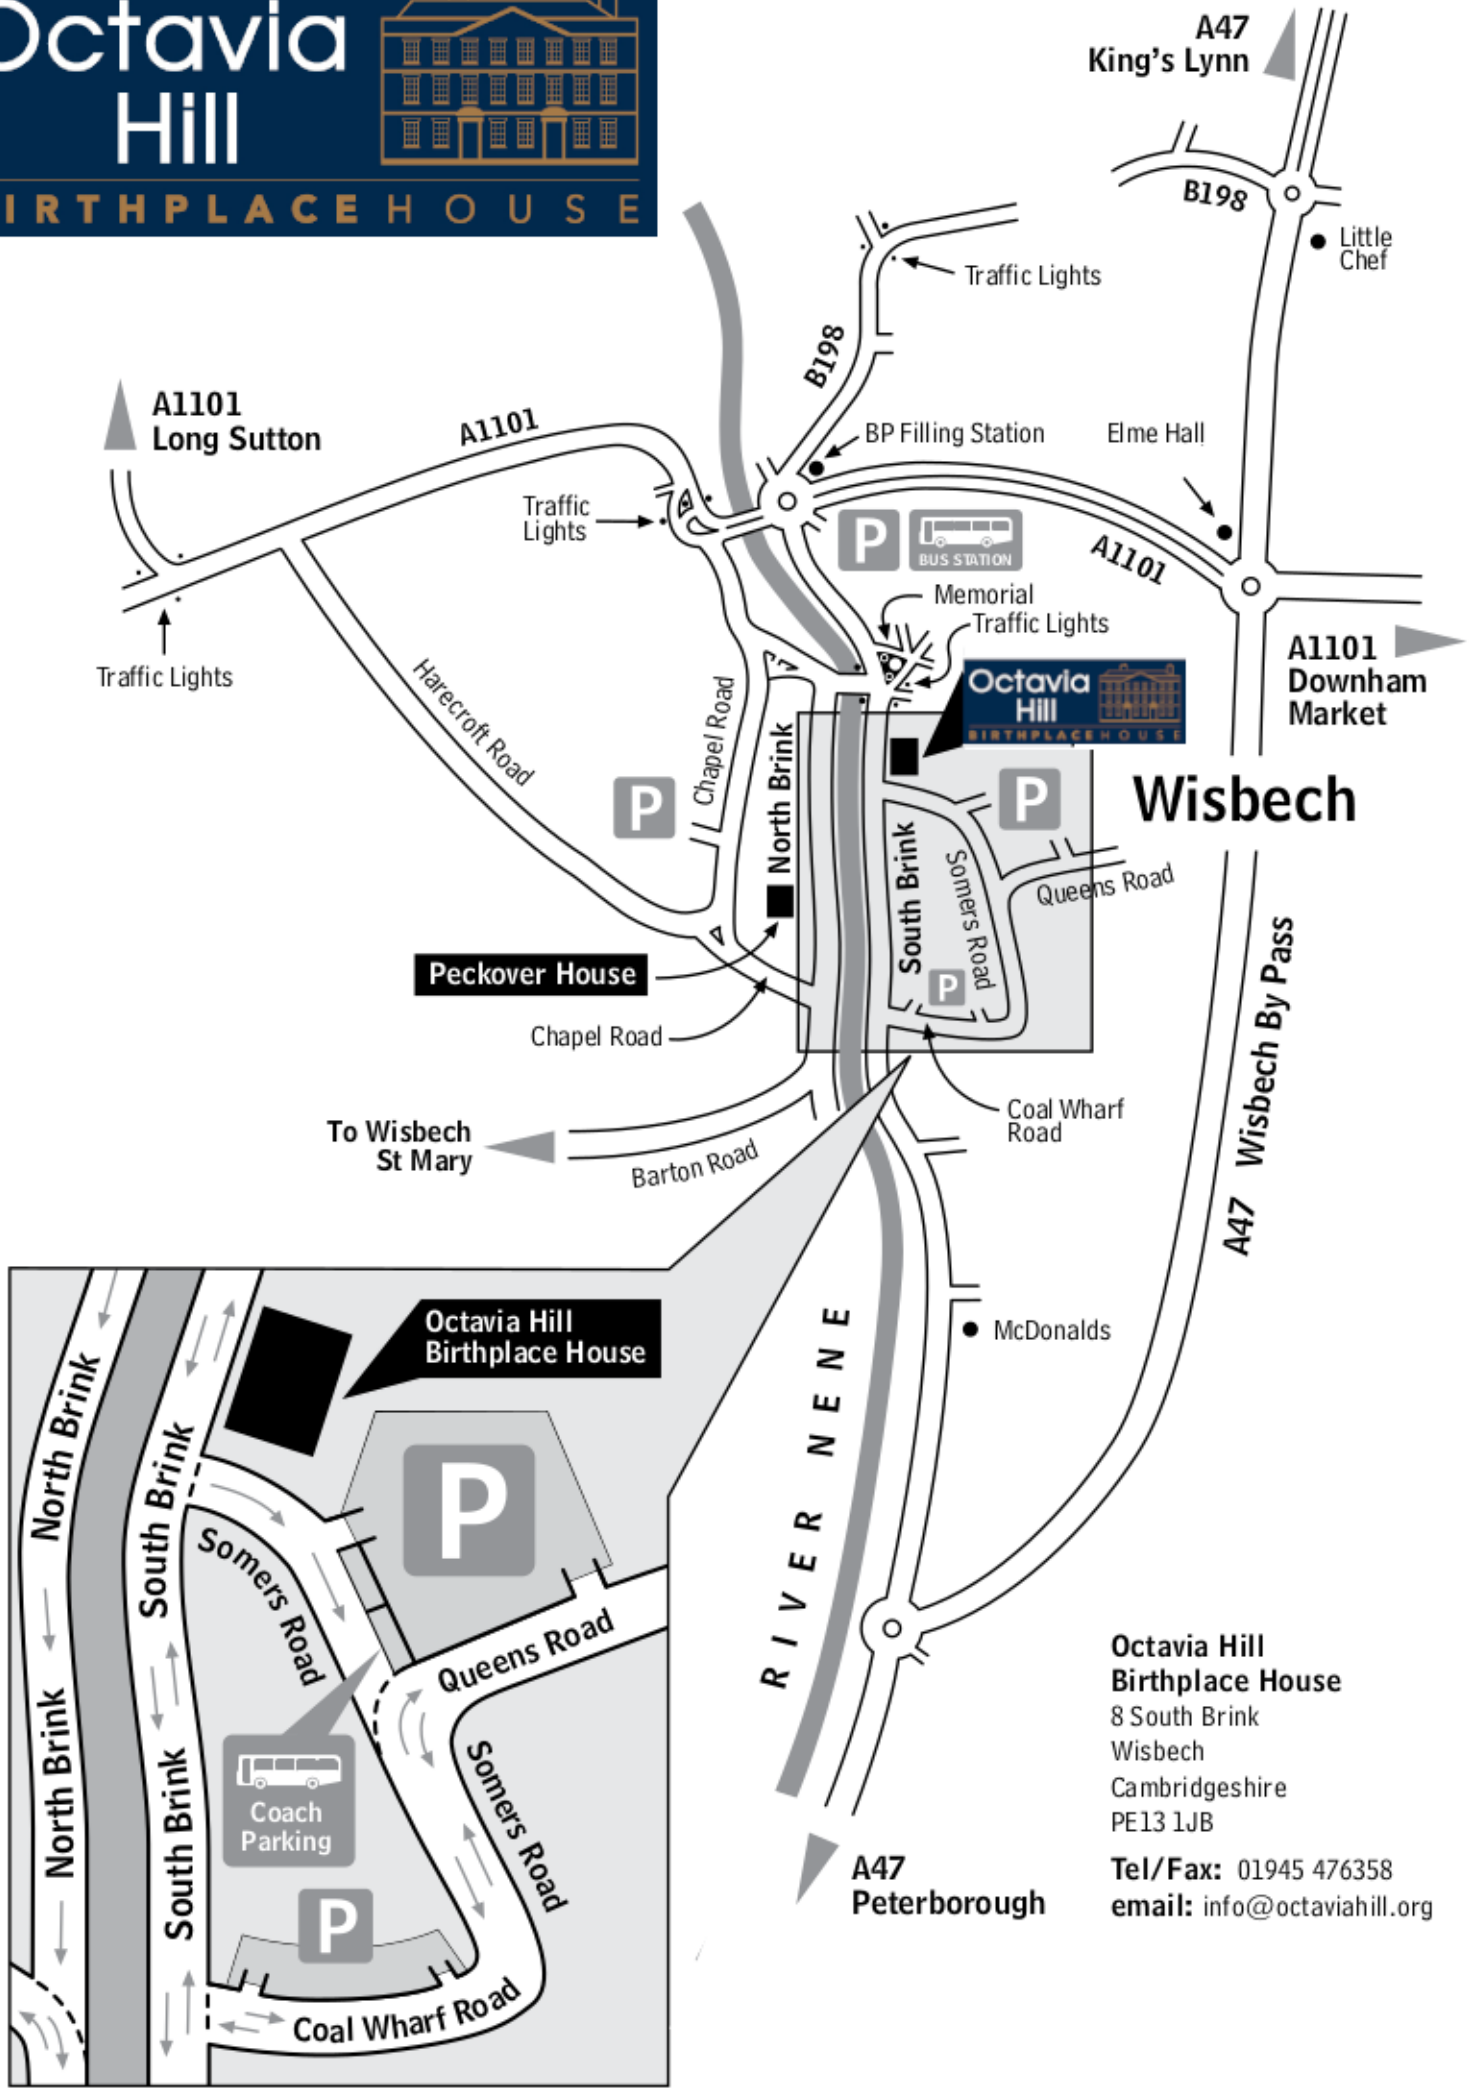 Octavia
Hill
BIRTHPLACE HOUSE
A47
King's Lynn
B198
Little
Chef
Traffic Lights
B198
A1101
Long Sutton
A1101
BP Filling Station
Elme Hall
Traffic
Lights
P
BUS STATION
A1101
Memorial
Traffic Lights
Traffic Lights
A1101
Downham
Market
Octavia
Hill
BIRTHPLACE HOUSE
Harecroft Road
Chapel Road
North Brink
P
P
Wisbech
South Brink
Somers Road
Queens Road
P
Peckover House
Chapel Road
Coal Wharf
Road
To Wisbech
St Mary
Barton Road
A47 Wisbech By Pass
McDonalds
RIVER NENE
Octavia Hill
Birthplace House
North Brink
South Brink
P
Somers Road
Queens Road
North Brink
South Brink
Somers Road
Coach
Parking
P
Coal Wharf Road
A47
Peterborough
Octavia Hill
Birthplace House
8 South Brink
Wisbech
Cambridgeshire
PE13 1JB
Tel/Fax: 01945 476358
email: info@octaviahill.org